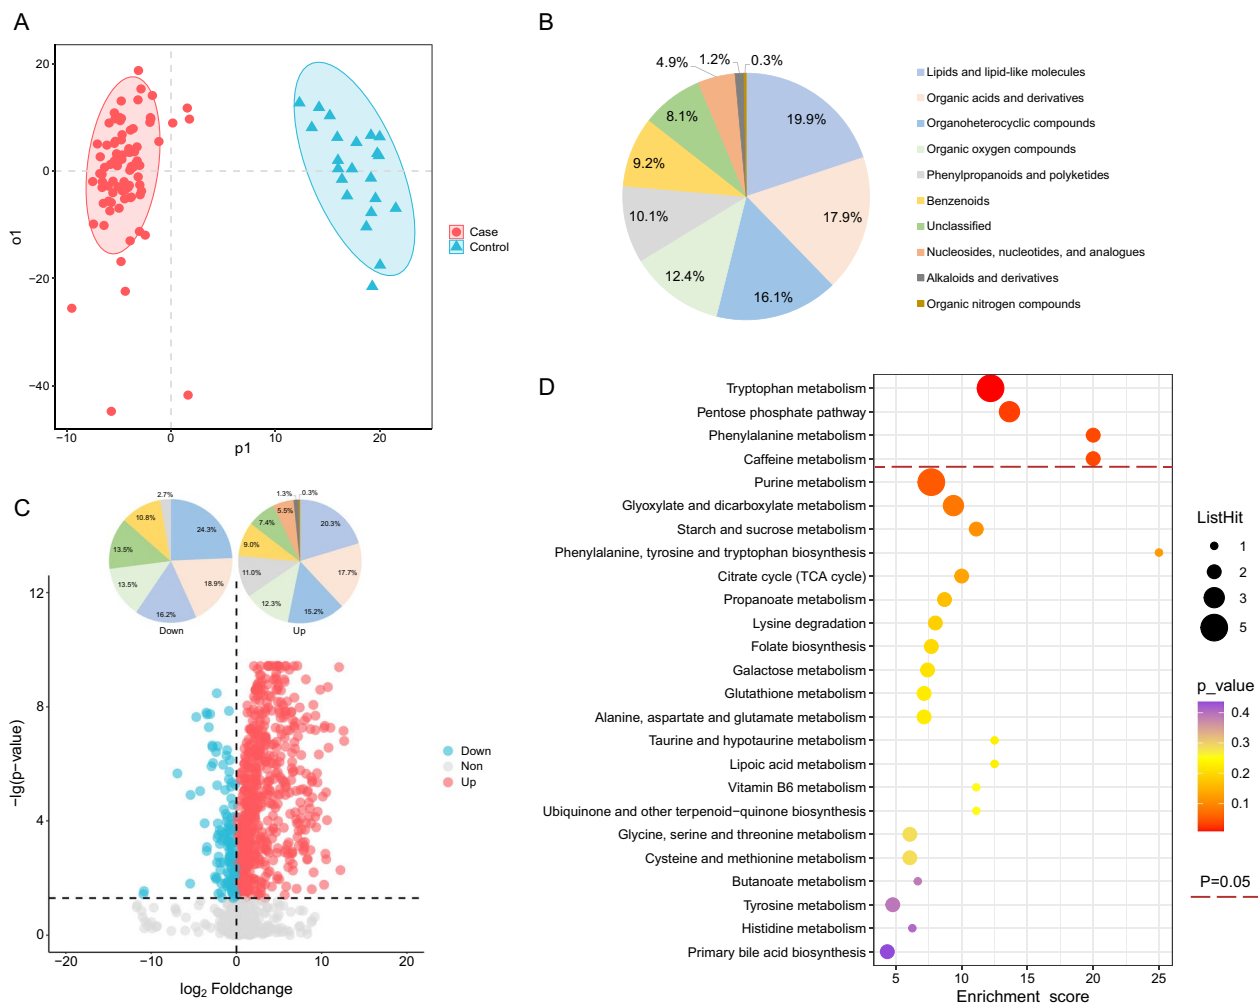 A
20
0
−20
−40
o1
−10
0
10
20
p1
Case
Control
B
4.9%
1.2%
0.3%
8.1%
19.9%
9.2%
10.1%
17.9%
12.4%
16.1%
Lipids and lipid-like molecules
Organic acids and derivatives
Organoheterocyclic compounds
Organic oxygen compounds
Phenylpropanoids and polyketides
Benzenoids
Unclassified
Nucleosides, nucleotides, and analogues
Alkaloids and derivatives
Organic nitrogen compounds
C
2.7%
10.8%
24.3%
13.5%
13.5%
18.9%
16.2%
Down
1.3%
0.3%
5.5%
7.4%
20.3%
9.0%
11.0%
17.7%
12.3%
15.2%
Up
12
8
4
0
−lg(p−value)
−20
−10
0
10
20
log2 Foldchange
Down
Non
Up
D
Tryptophan metabolism
Pentose phosphate pathway
Phenylalanine metabolism
Caffeine metabolism
Purine metabolism
Glyoxylate and dicarboxylate metabolism
Starch and sucrose metabolism
Phenylalanine, tyrosine and tryptophan biosynthesis
Citrate cycle (TCA cycle)
Propanoate metabolism
Lysine degradation
Folate biosynthesis
Galactose metabolism
Glutathione metabolism
Alanine, aspartate and glutamate metabolism
Taurine and hypotaurine metabolism
Lipoic acid metabolism
Vitamin B6 metabolism
Ubiquinone and other terpenoid−quinone biosynthesis
Glycine, serine and threonine metabolism
Cysteine and methionine metabolism
Butanoate metabolism
Tyrosine metabolism
Histidine metabolism
Primary bile acid biosynthesis
5
10
15
20
25
Enrichment_score
ListHit
1
2
3
5
p_value
0.4
0.3
0.2
0.1
P=0.05